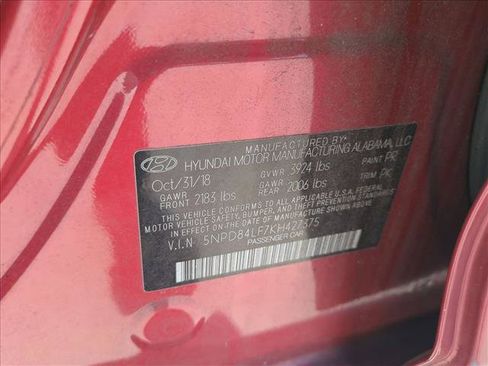 MANUFACTURED BY
HYUNDAI MOTOR MANUFACTURING ALABAMA, LLC
Oct/31/18 GVWR 3924 lbs PAINT PR
GAWR FRONT 2183 lbs GAWR REAR 2006 lbs TRIM PK
THIS VEHICLE CONFORMS TO ALL APPLICABLE U.S.A. FEDERAL
MOTOR VEHICLE SAFETY, BUMPER, AND THEFT PREVENTION STANDARDS
IN EFFECT ON THE DATE OF MANUFACTURE SHOWN ABOVE.
V.I.N 5NPD84LF7KH427375
PASSENGER CAR